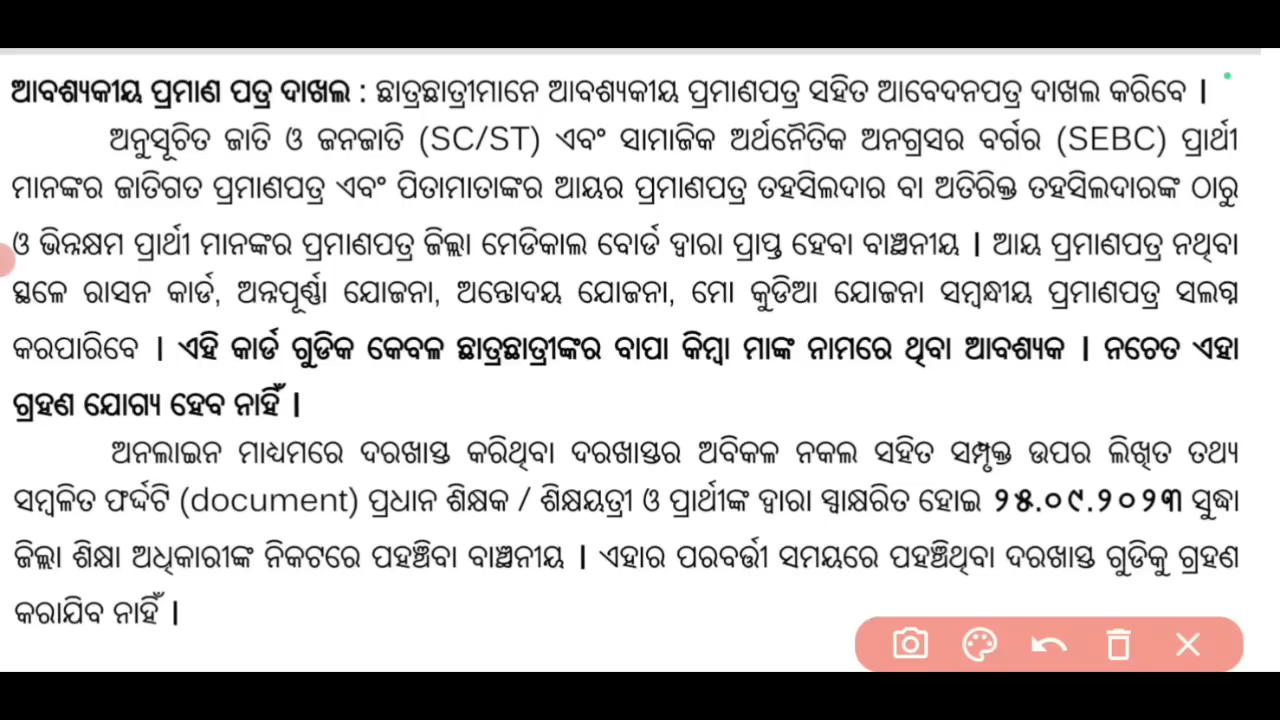 ଆବଶ୍ୟକୀୟ ପ୍ରମାଣ ପତ୍ର ଦାଖଲ : ଛାତ୍ରଛାତ୍ରୀମାନେ ଆବଶ୍ୟକୀୟ ପ୍ରମାଣପତ୍ର ସହିତ ଆବେଦନପତ୍ର ଦାଖଲ କରିବେ |
ଅନୁସୂଚିତ ଜାତି ଓ ଜନଜାତି (SC/ST) ଏବଂ ସାମାଜିକ ଅର୍ଥନୈତିକ ଅନଗ୍ରସର ବର୍ଗର (SEBC) ପ୍ରାର୍ଥୀ
ମାନଙ୍କର ଜାତିଗତ ପ୍ରମାଣପତ୍ର ଏବଂ ପିତାମାତାଙ୍କର ଆୟର ପ୍ରମାଣପତ୍ର ତହସିଲଦାର ବା ଅତିରିକ୍ତ ତହସିଲଦାରଙ୍କ ଠାରୁ
ଓ ଭିନ୍ନକ୍ଷମ ପ୍ରାର୍ଥୀ ମାନଙ୍କର ପ୍ରମାଣପତ୍ର ଜିଲ୍ଲା ମେଡିକାଲ ବୋର୍ଡ ଦ୍ୱାରା ପ୍ରାପ୍ତ ହେବା ବାଞ୍ଛନୀୟ | ଆୟ ପ୍ରମାଣପତ୍ର ନଥିବା
ସ୍ଥଳେ ରାସନ କାର୍ଡ, ଅନ୍ନପୂର୍ଣ୍ଣା ଯୋଜନା, ଅନ୍ତୋଦୟ ଯୋଜନା, ମୋ କୁଡିଆ ଯୋଜନା ସମ୍ବନ୍ଧୀୟ ପ୍ରମାଣପତ୍ର ସଲଗ୍ନ
କରପାରିବେ | ଏହି କାର୍ଡ ଗୁଡିକ କେବଳ ଛାତ୍ରଛାତ୍ରୀଙ୍କର ବାପା କିମ୍ବା ମାଙ୍କ ନାମରେ ଥିବା ଆବଶ୍ୟକ | ନଚେତ ଏହା
ଗ୍ରହଣ ଯୋଗ୍ୟ ହେବ ନାହିଁ |
ଅନଲାଇନ ମାଧ୍ୟମରେ ଦରଖାସ୍ତ କରିଥିବା ଦରଖାସ୍ତର ଅବିକଳ ନକଲ ସହିତ ସମ୍ପୃକ୍ତ ଉପର ଲିଖିତ ତଥ୍ୟ
ସମ୍ବଳିତ ଫର୍ଦ୍ଦଟି (document) ପ୍ରଧାନ ଶିକ୍ଷକ / ଶିକ୍ଷୟତ୍ରୀ ଓ ପ୍ରାର୍ଥୀଙ୍କ ଦ୍ୱାରା ସ୍ୱାକ୍ଷରିତ ହୋଇ ୨୫.୦୯.୨୦୨୩ ସୁଦ୍ଧା
ଜିଲ୍ଲା ଶିକ୍ଷା ଅଧିକାରୀଙ୍କ ନିକଟରେ ପହଞ୍ଚିବା ବାଞ୍ଛନୀୟ | ଏହାର ପରବର୍ତ୍ତୀ ସମୟରେ ପହଞ୍ଚିଥିବା ଦରଖାସ୍ତ ଗୁଡିକୁ ଗ୍ରହଣ
କରାଯିବ ନାହିଁ |